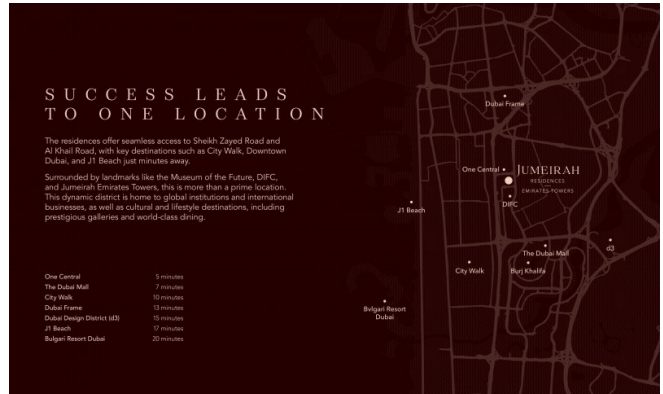 SUCCESS LEADS
TO ONE LOCATION
The residences offer seamless access to Sheikh Zayed Road and
Al Khail Road, with key destinations such as City Walk, Downtown
Dubai, and J1 Beach just minutes away.
Surrounded by landmarks like the Museum of the Future, DIFC,
and Jumeirah Emirates Towers, this is more than a prime location.
This dynamic district is home to global institutions and international
businesses, as well as cultural and lifestyle destinations, including
prestigious galleries and world-class dining.
One Central 5 minutes
The Dubai Mall 7 minutes
City Walk 10 minutes
Dubai Frame 13 minutes
Dubai Design District (d3) 15 minutes
J1 Beach 17 minutes
Bulgari Resort Dubai 20 minutes
Dubai Frame
One Central
JUMEIRAH
RESIDENCES
EMIRATES TOWERS
DIFC
J1 Beach
d3
The Dubai Mall
City Walk
Burj Khalifa
Bvlgari Resort
Dubai